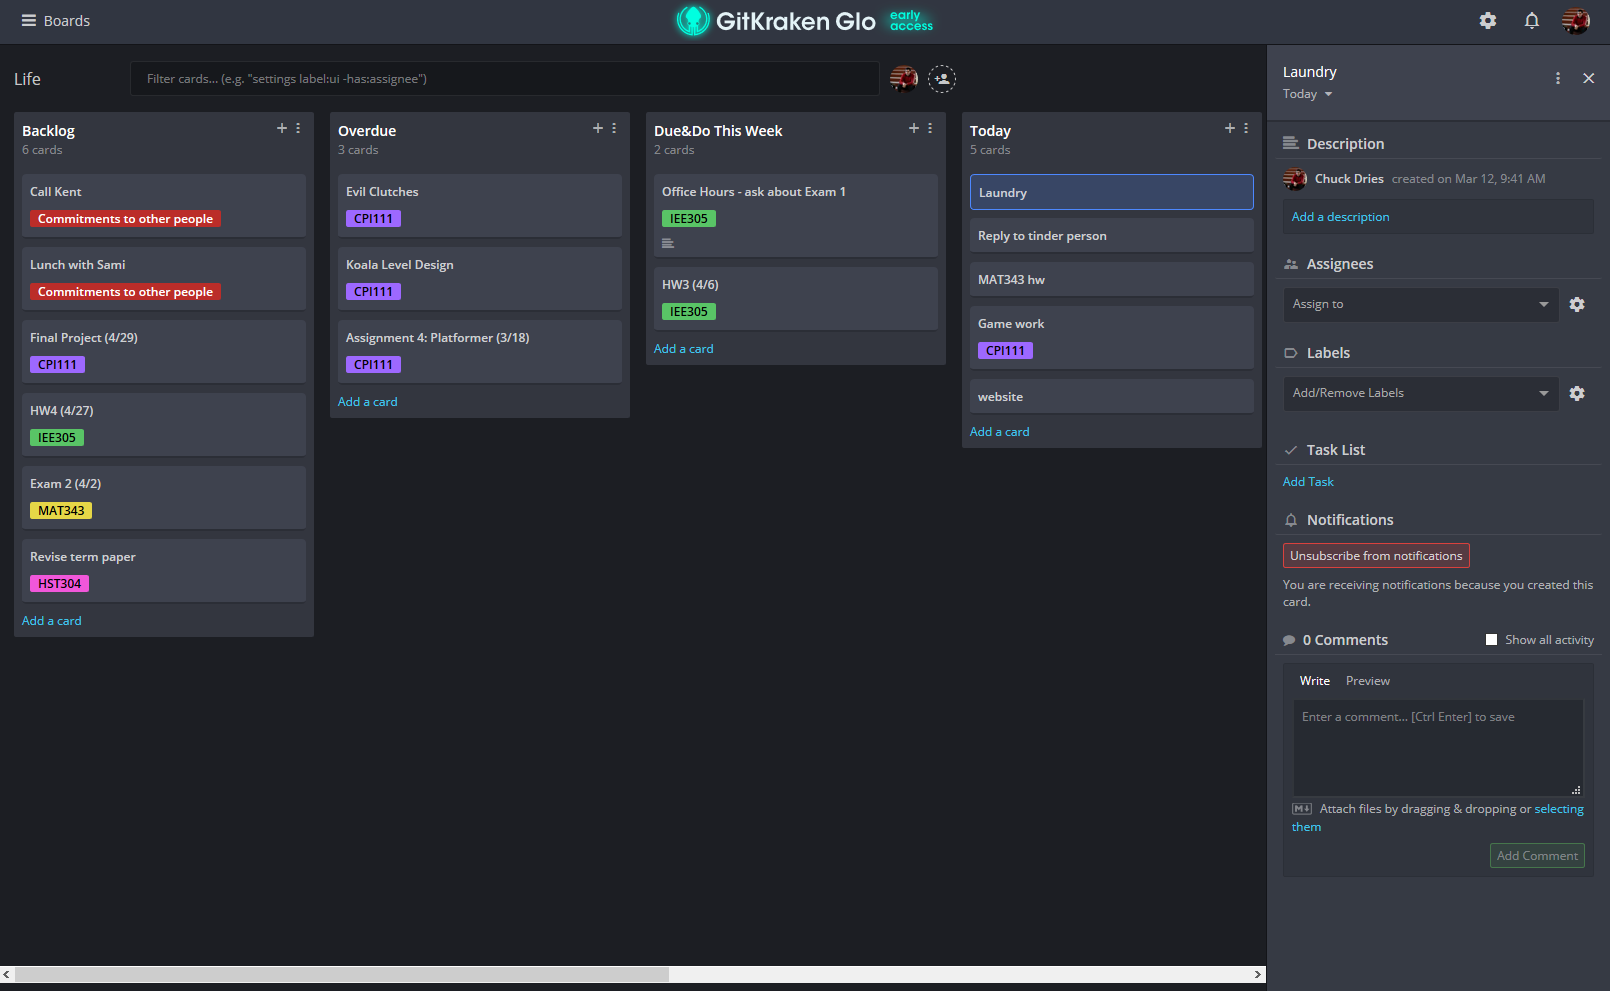 Boards
GitKraken Glo
early
access
Life
Filter cards... (e.g. "settings label:ui -has:assignee")
Backlog
6 cards
Call Kent
Commitments to other people
Lunch with Sami
Commitments to other people
Final Project (4/29)
CPI111
HW4 (4/27)
IEE305
Exam 2 (4/2)
MAT343
Revise term paper
HST304
Add a card
Overdue
3 cards
Evil Clutches
CPI111
Koala Level Design
CPI111
Assignment 4: Platformer (3/18)
CPI111
Add a card
Due&Do This Week
2 cards
Office Hours - ask about Exam 1
IEE305
HW3 (4/6)
IEE305
Add a card
Today
5 cards
Laundry
Reply to tinder person
MAT343 hw
Game work
CPI111
website
Add a card
Laundry
Today
Description
Chuck Dries created on Mar 12, 9:41 AM
Add a description
Assignees
Assign to
Labels
Add/Remove Labels
Task List
Add Task
Notifications
Unsubscribe from notifications
You are receiving notifications because you created this
card.
0 Comments
Show all activity
Write Preview
Enter a comment... [Ctrl Enter] to save
M Attach files by dragging & dropping or selecting
them
Add Comment